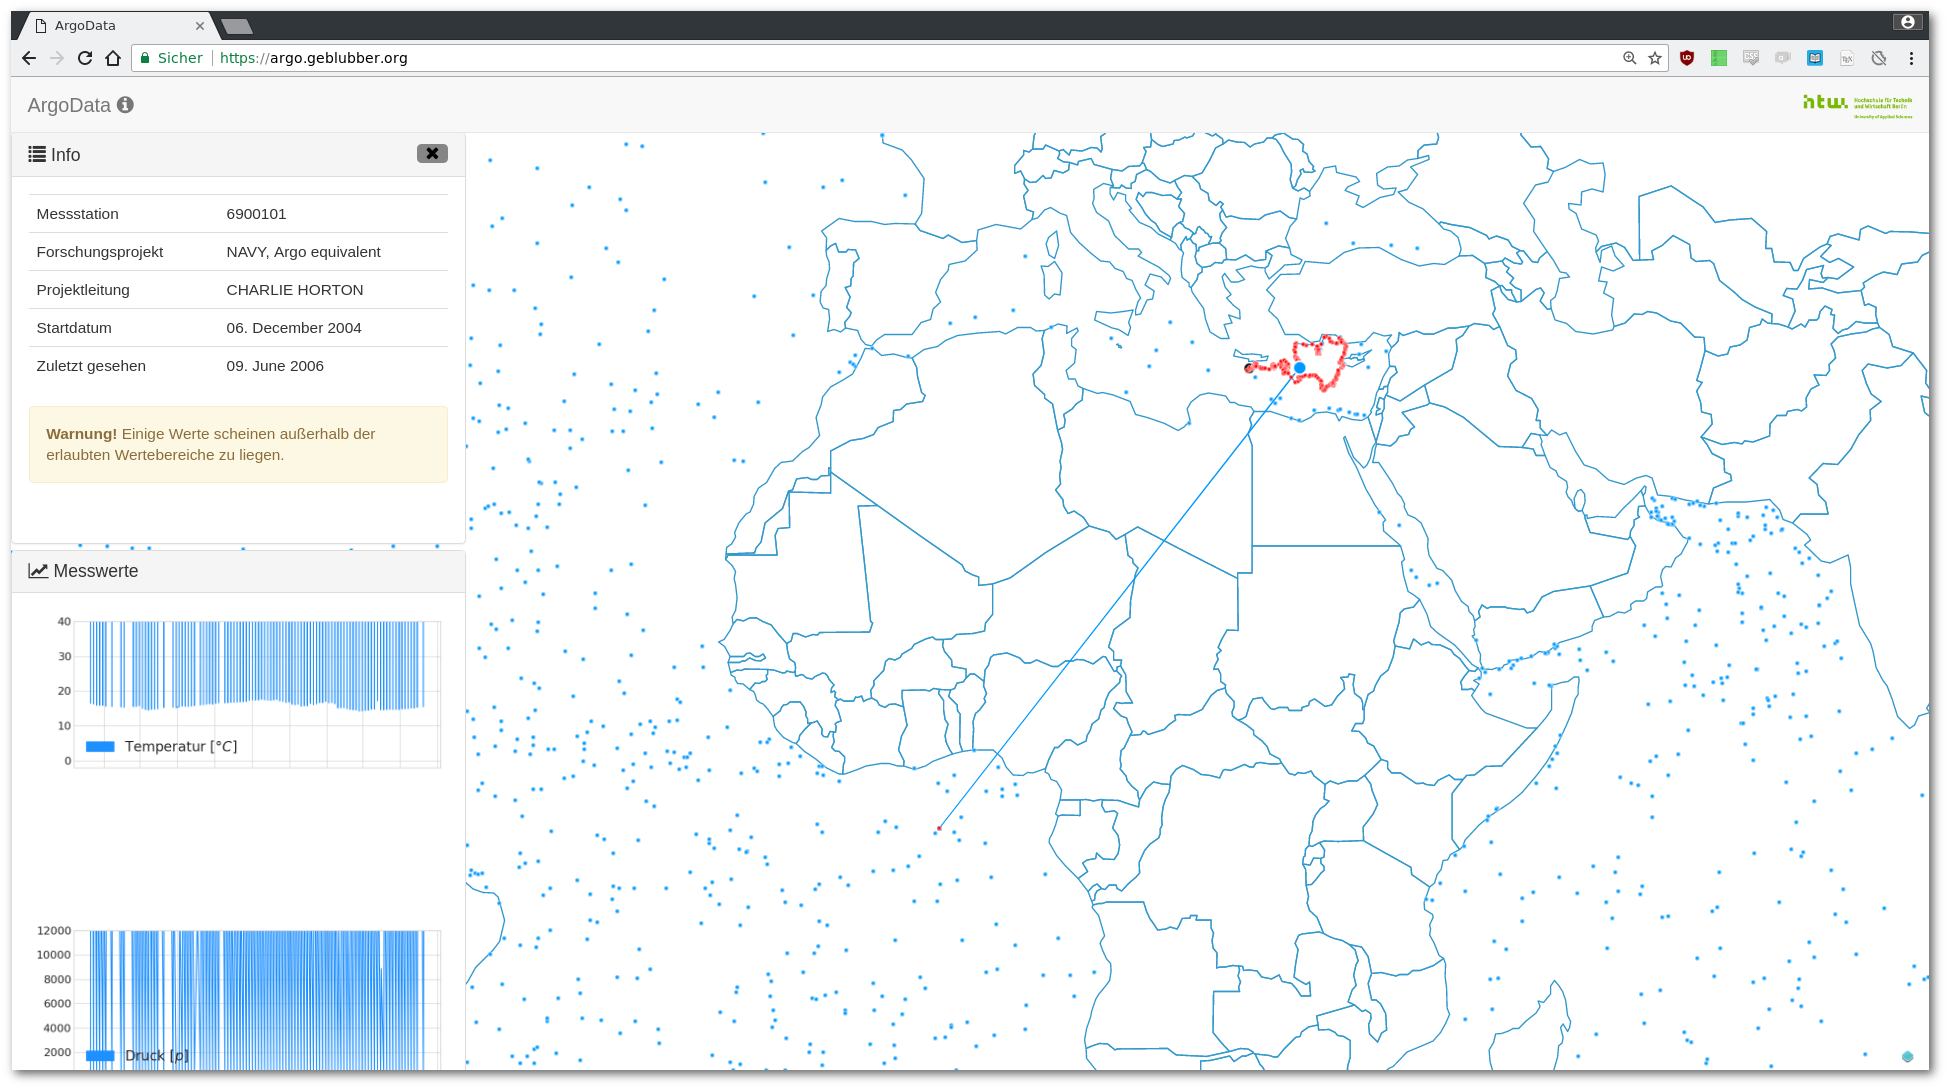 ArgoData
Sicher https://argo.geblubber.org
ArgoData
htw. Hochschule für Technik
und Wirtschaft Berlin
University of Applied Sciences
Info
Messstation 6900101
Forschungsprojekt NAVY, Argo equivalent
Projektleitung CHARLIE HORTON
Startdatum 06. December 2004
Zuletzt gesehen 09. June 2006
Warnung! Einige Werte scheinen außerhalb der
erlaubten Wertebereiche zu liegen.
Messwerte
40
30
20
10
0
Temperatur [°C]
12000
10000
8000
6000
4000
2000
Druck [p]